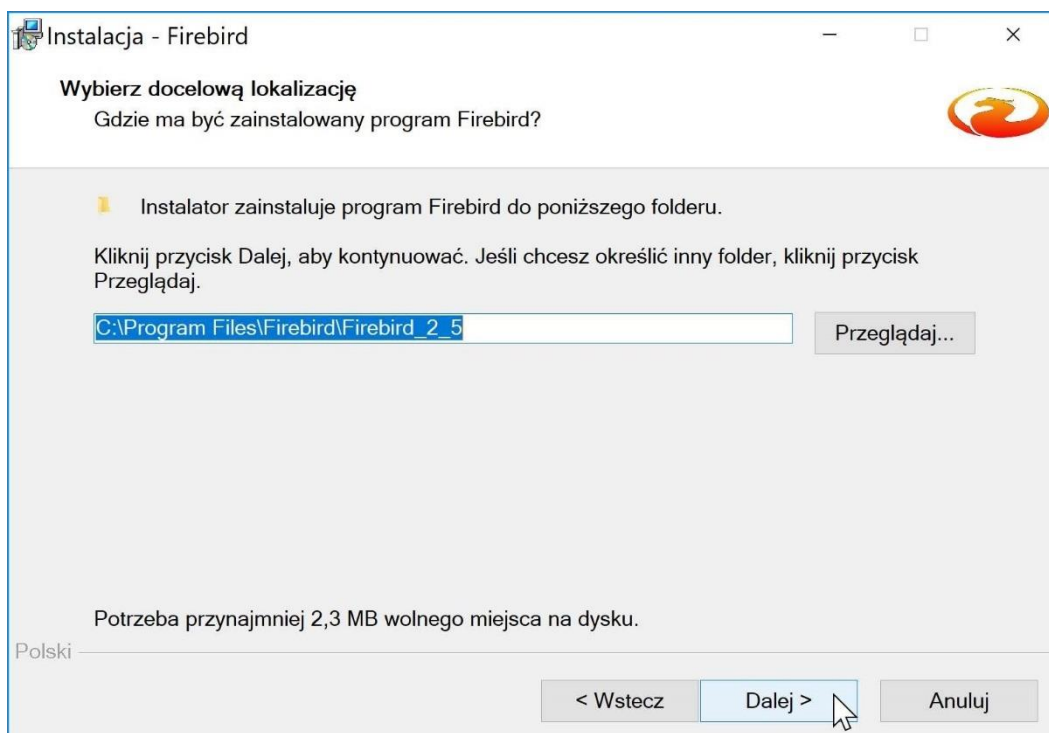 Instalacja - Firebird
Wybierz docelową lokalizację
Gdzie ma być zainstalowany program Firebird?
Instalator zainstaluje program Firebird do poniższego folderu.
Kliknij przycisk Dalej, aby kontynuować. Jeśli chcesz określić inny folder, kliknij przycisk
Przeglądaj.
C:\Program Files\Firebird\Firebird_2_5
Przeglądaj...
Potrzeba przynajmniej 2,3 MB wolnego miejsca na dysku.
Polski
< Wstecz
Dalej >
Anuluj